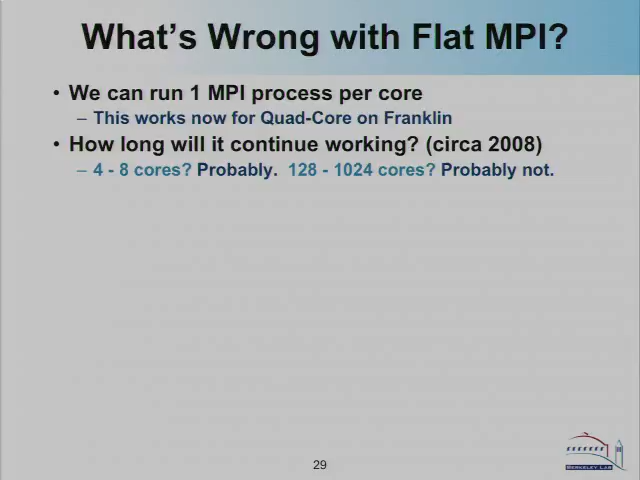 What's Wrong with Flat MPI?
• We can run 1 MPI process per core
– This works now for Quad-Core on Franklin
• How long will it continue working? (circa 2008)
– 4 - 8 cores? Probably. 128 - 1024 cores? Probably not.
29
BERKELEY LAB